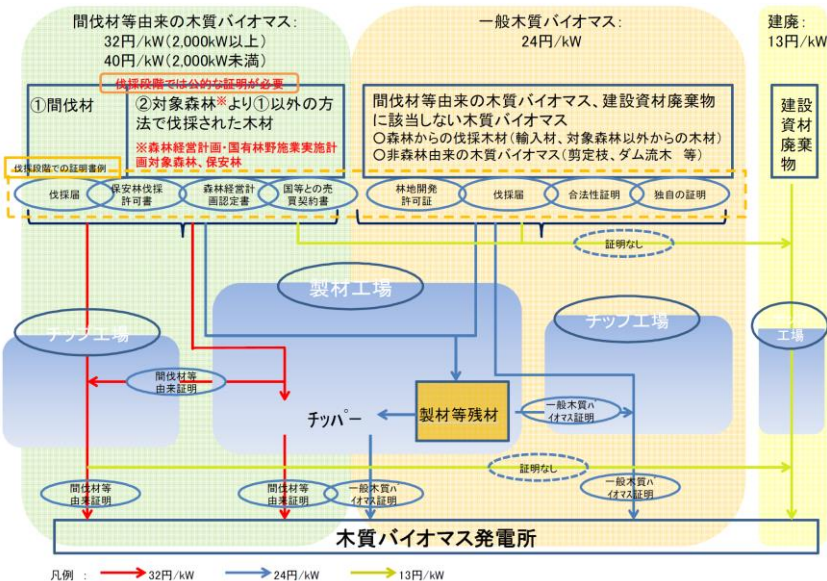 間伐材等由来の木質バイオマス:
32円/kW(2,000kW以上)
40円/kW(2,000kW未満)
一般木質バイオマス:
24円/kW
建廃:
13円/kW
伐採段階では公的な証明が必要
①間伐材
②対象森林※より①以外の方
法で伐採された木材
※森林経営計画・国有林野施業実施計
画対象森林、保安林
間伐材等由来の木質バイオマス、建設資材廃棄物
に該当しない木質バイオマス
○森林からの伐採木材(輸入材、対象森林以外からの木材)
○非森林由来の木質バイオマス(剪定枝、ダム流木 等)
建設
資材
廃棄
物
伐採段階での証明書例
伐採届
保安林伐採
許可書
森林経営計
画認定書
国等との売
買契約書
林地開発
許可証
伐採届
合法性証明
独自の証明
証明なし
製材工場
チップ工場
チップ工場
工場
間伐材等
由来証明
チッパー
製材等残材
一般木質バ
イオマス証明
証明なし
間伐材等
由来証明
間伐材等
由来証明
一般木質バ
イオマス証明
一般木質バ
イオマス証明
木質バイオマス発電所
凡例 : 32円/kW 24円/kW 13円/kW